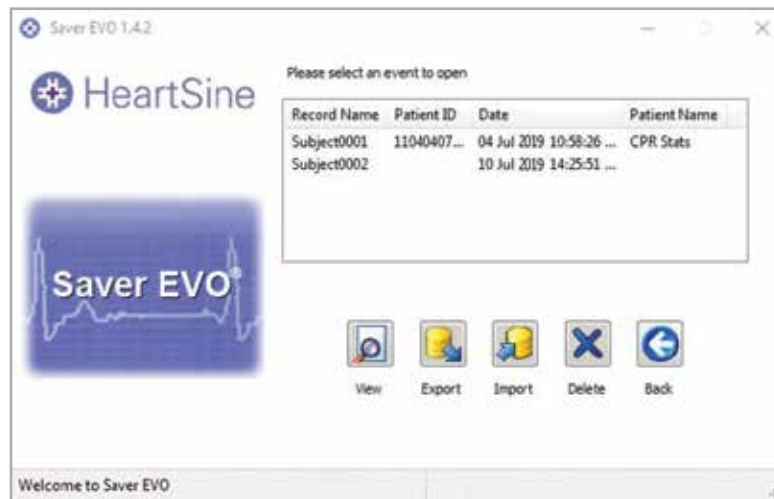 Saver EVO 1.4.2
HeartSine
Please select an event to open
Record Name Patient ID Date Patient Name
Subject0001 11040407... 04 Jul 2019 10:58:26 ... CPR Stats
Subject0002 10 Jul 2019 14:25:51 ...
Saver EVO®
View Export Import Delete Back
Welcome to Saver EVO